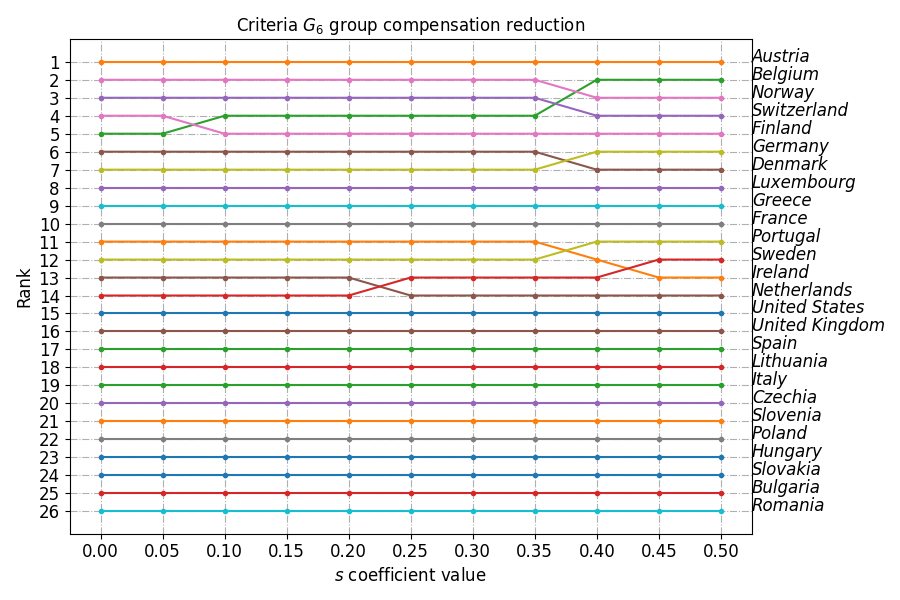 Criteria G6 group compensation reduction
Rank
1
2
3
4
5
6
7
8
9
10
11
12
13
14
15
16
17
18
19
20
21
22
23
24
25
26
Austria
Belgium
Norway
Switzerland
Finland
Germany
Denmark
Luxembourg
Greece
France
Portugal
Sweden
Ireland
Netherlands
United States
United Kingdom
Spain
Lithuania
Italy
Czechia
Slovenia
Poland
Hungary
Slovakia
Bulgaria
Romania
0.00 0.05 0.10 0.15 0.20 0.25 0.30 0.35 0.40 0.45 0.50
s coefficient value